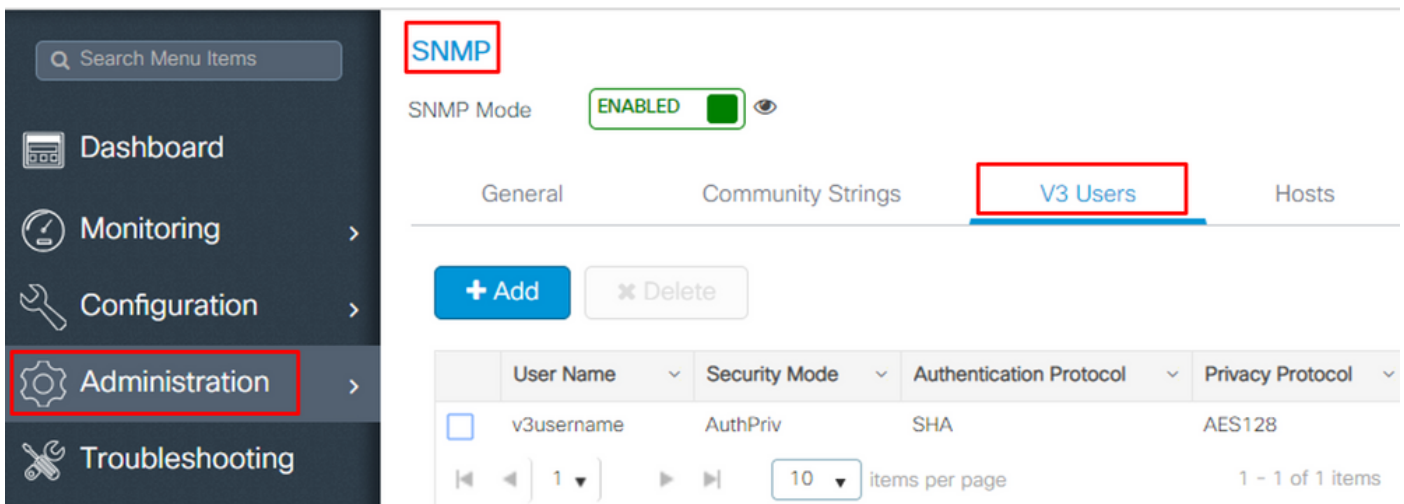 Search Menu Items
Dashboard
Monitoring
Configuration
Administration
Troubleshooting
SNMP
SNMP Mode ENABLED
General Community Strings V3 Users Hosts
+ Add ✖ Delete
User Name Security Mode Authentication Protocol Privacy Protocol
v3username AuthPriv SHA AES128
1 10 items per page 1 - 1 of 1 items